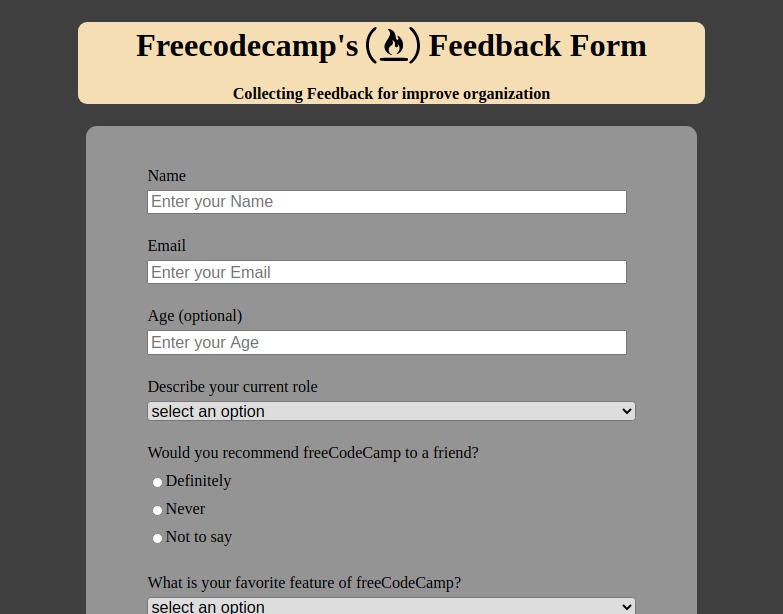 Freecodecamp's Feedback Form
Collecting Feedback for improve organization
Name
Enter your Name
Email
Enter your Email
Age (optional)
Enter your Age
Describe your current role
select an option
Would you recommend freeCodeCamp to a friend?
Definitely
Never
Not to say
What is your favorite feature of freeCodeCamp?
select an option